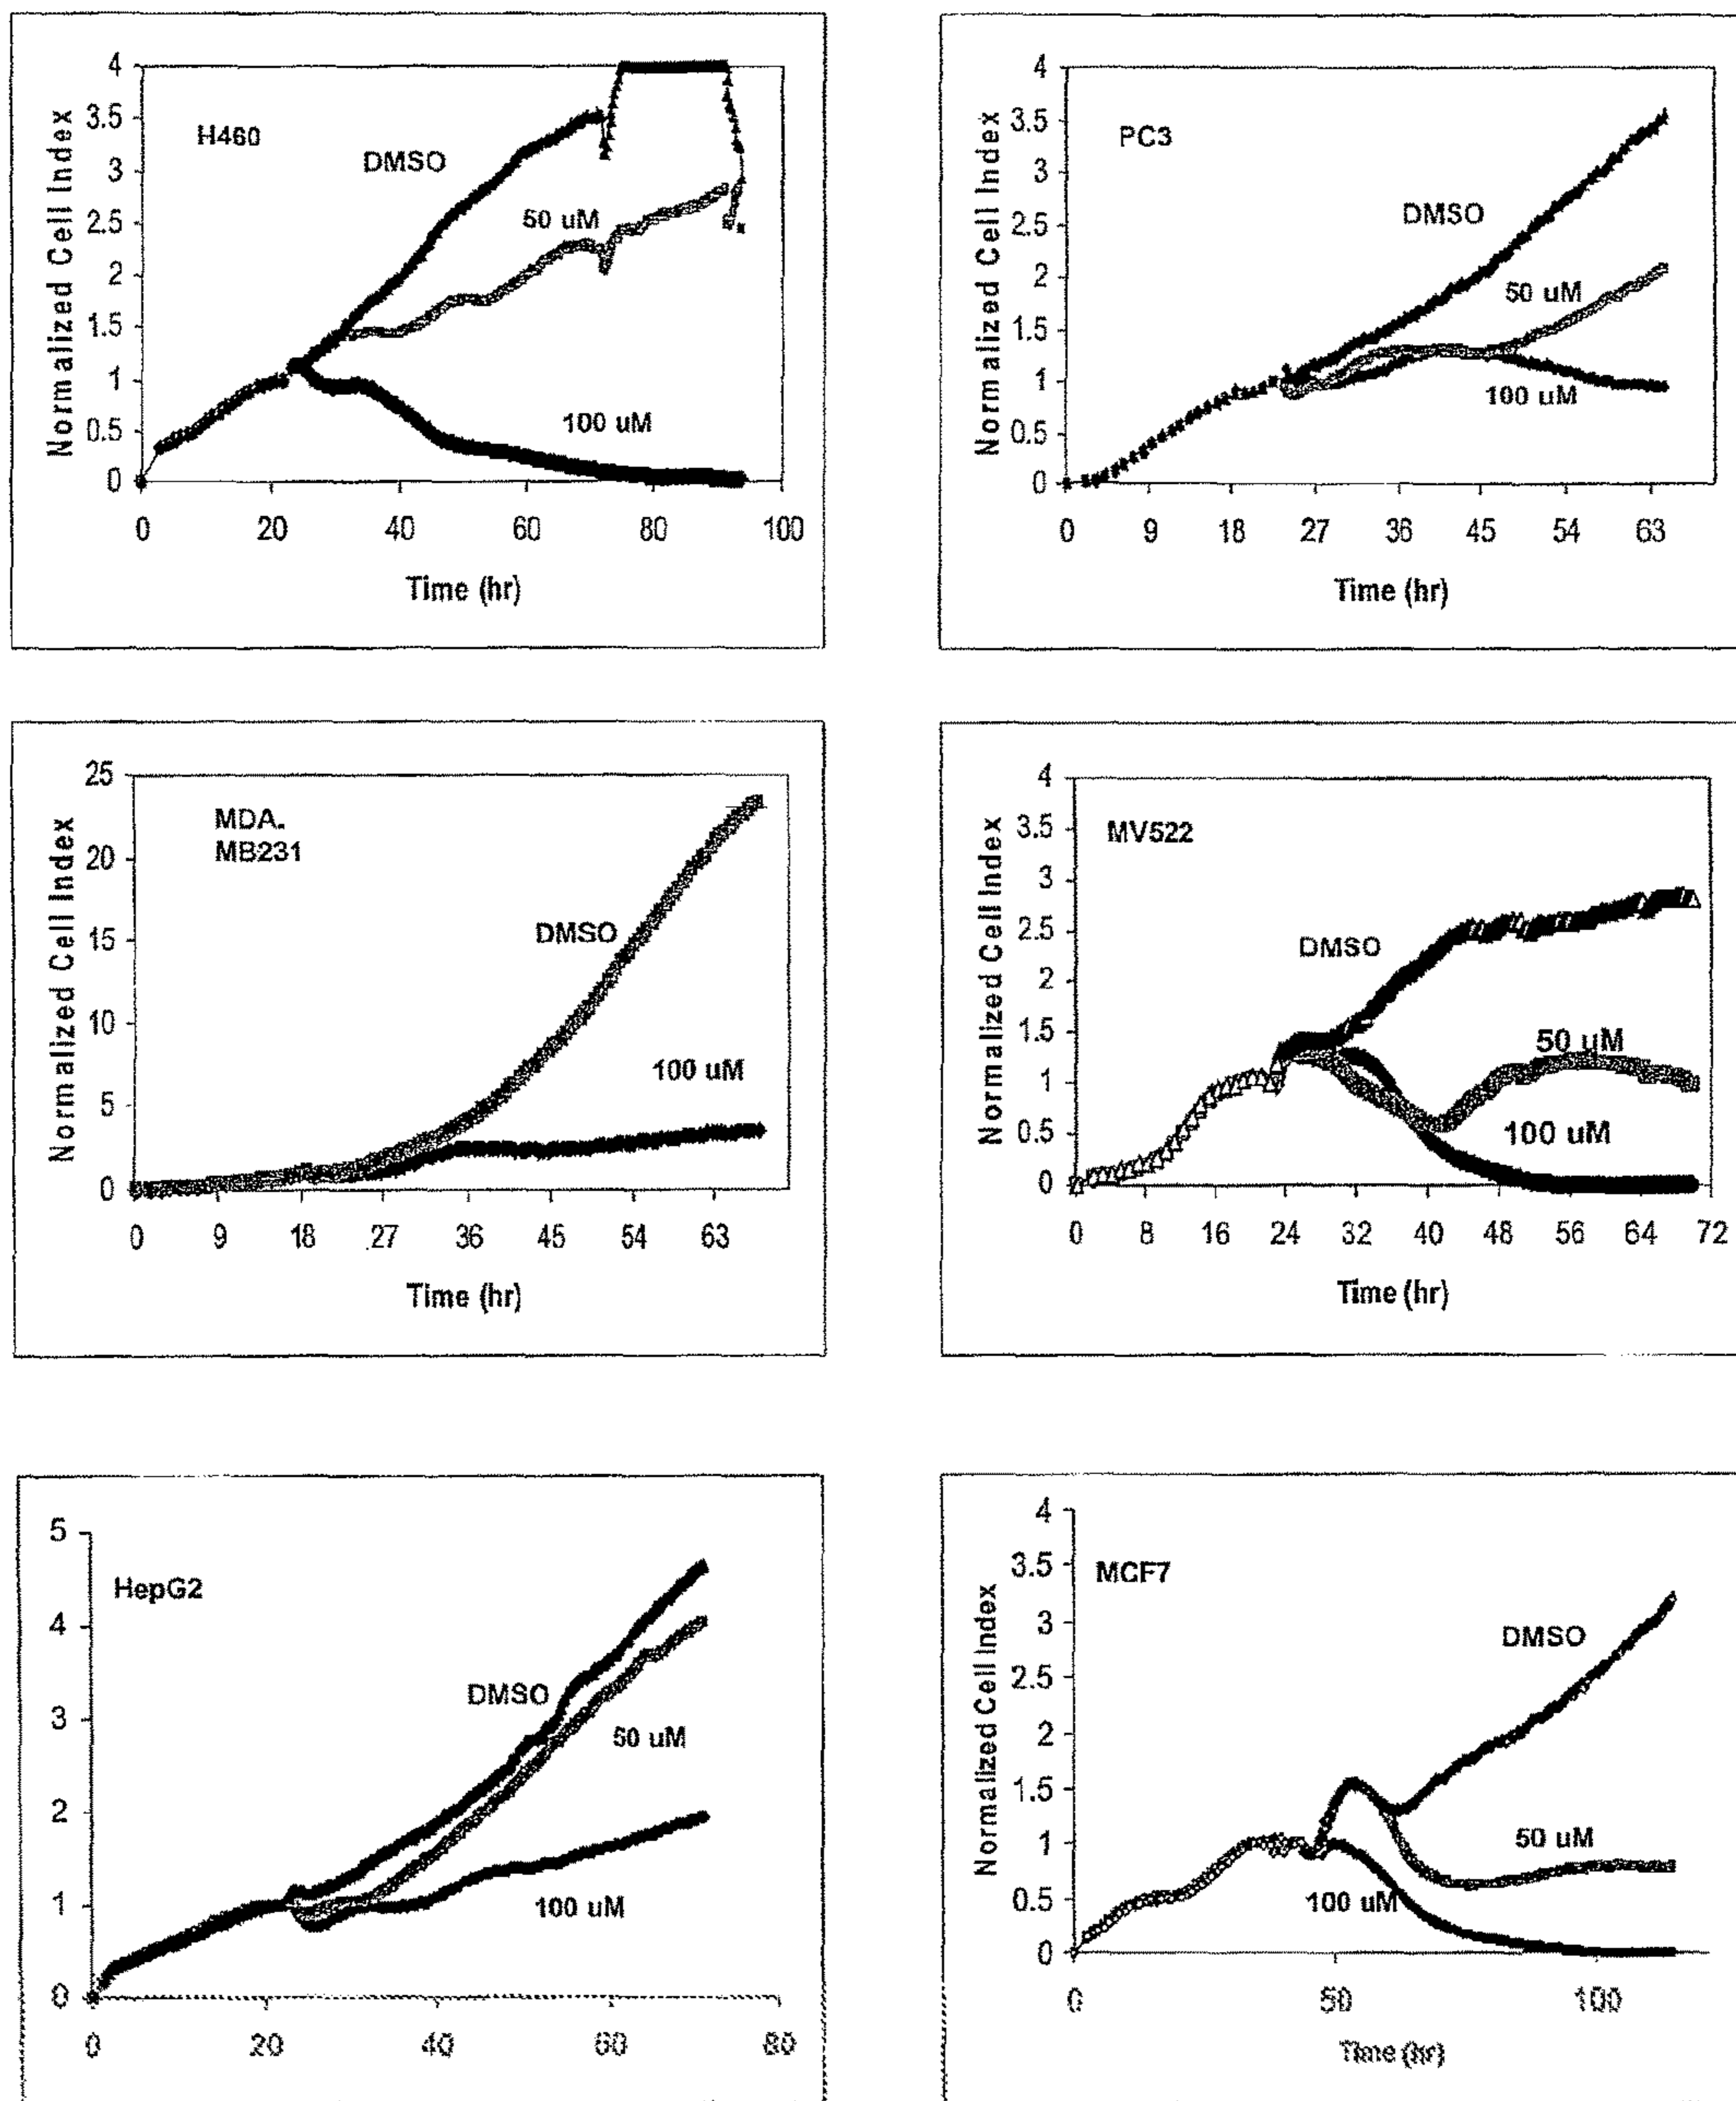 H460
Normalized Cell Index
4
3.5
3
2.5
2
1.5
1
0.5
0
DMSO
50 uM
100 uM
0 20 40 60 80 100
Time (hr)
PC3
Normalized Cell Index
4
3.5
3
2.5
2
1.5
1
0.5
0
DMSO
50 uM
100 uM
0 9 18 27 36 45 54 63
Time (hr)
MDA.
MB231
Normalized Cell Index
25
20
15
10
5
0
DMSO
100 uM
0 9 18 27 36 45 54 63
Time (hr)
MV522
Normalized Cell Index
4
3.5
3
2.5
2
1.5
1
0.5
0
DMSO
50 uM
100 uM
0 8 16 24 32 40 48 56 64 72
Time (hr)
HepG2
5
4
3
2
1
0
DMSO
50 uM
100 uM
0 20 40 60 80
MCF7
Normalized Cell Index
4
3.5
3
2.5
2
1.5
1
0.5
0
DMSO
50 uM
100 uM
0 50 100
Time (hr)